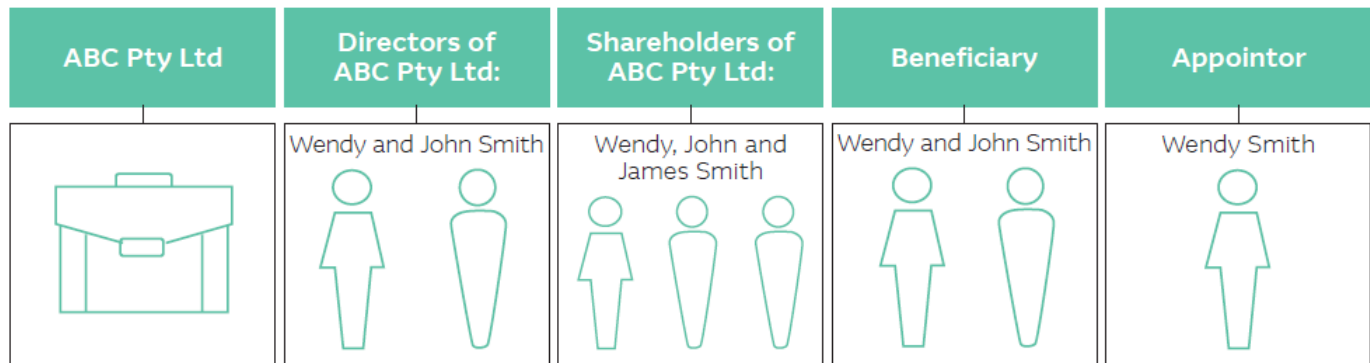 ABC Pty Ltd
Directors of
ABC Pty Ltd:
Shareholders of
ABC Pty Ltd:
Beneficiary
Appointor
Wendy and John Smith
Wendy, John and
James Smith
Wendy and John Smith
Wendy Smith